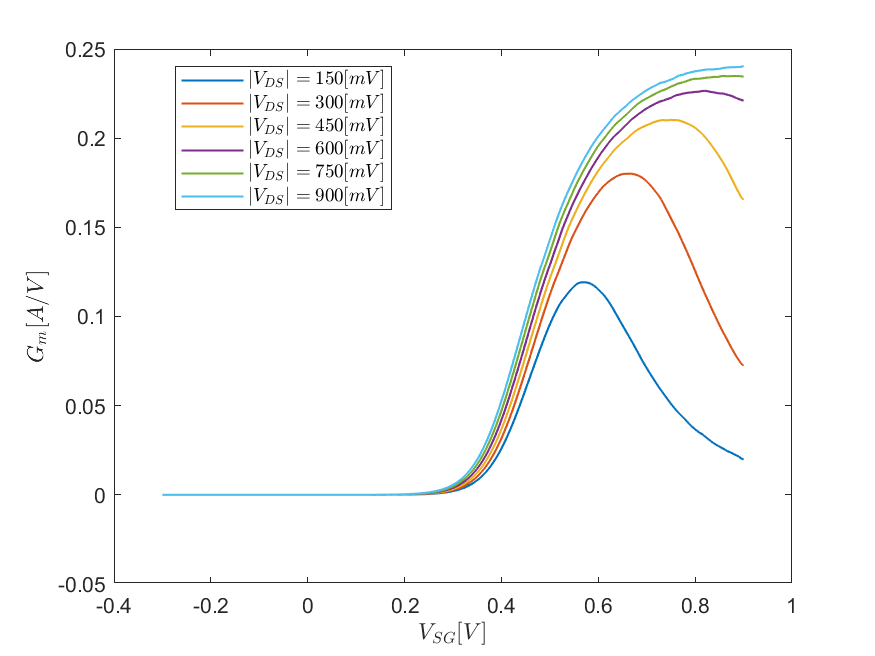 0.25
0.2
0.15
0.1
0.05
0
-0.05
-0.4
-0.2
0
0.2
0.4
0.6
0.8
1
G_m[A/V]
V_SG[V]
|V_DS| = 150[mV]
|V_DS| = 300[mV]
|V_DS| = 450[mV]
|V_DS| = 600[mV]
|V_DS| = 750[mV]
|V_DS| = 900[mV]